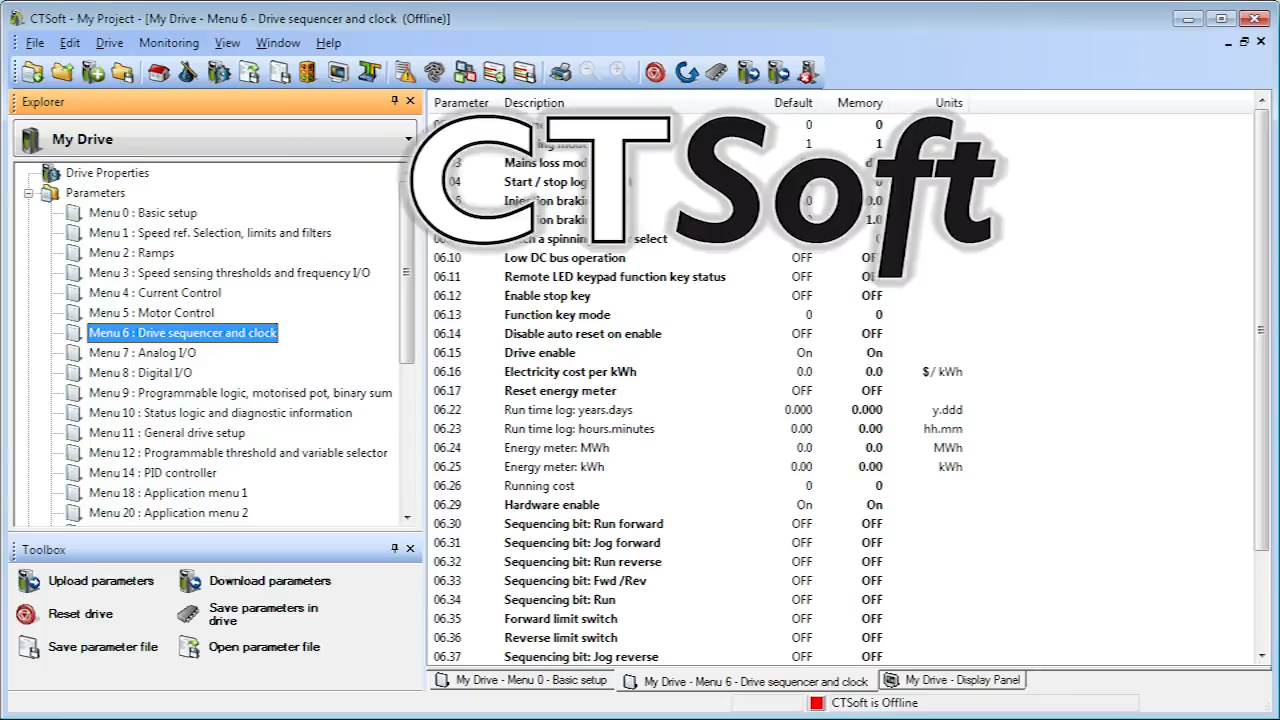 CTSoft - My Project - [My Drive - Menu 6 - Drive sequencer and clock (Offline)]
File Edit Drive Monitoring View Window Help
Explorer
My Drive
Drive Properties
Parameters
Menu 0 : Basic setup
Menu 1 : Speed ref. Selection, limits and filters
Menu 2 : Ramps
Menu 3 : Speed sensing thresholds and frequency I/O
Menu 4 : Current Control
Menu 5 : Motor Control
Menu 6 : Drive sequencer and clock
Menu 7 : Analog I/O
Menu 8 : Digital I/O
Menu 9 : Programmable logic, motorised pot, binary sum
Menu 10 : Status logic and diagnostic information
Menu 11 : General drive setup
Menu 12 : Programmable threshold and variable selector
Menu 14 : PID controller
Menu 18 : Application menu 1
Menu 20 : Application menu 2
Toolbox
Upload parameters Download parameters
Reset drive Save parameters in drive
Save parameter file Open parameter file
CTSoft
Parameter Description Default Memory Units
0 0
1 1
Mains loss
Start / stop
Injection
select
06.10 Low DC bus operation OFF
06.11 Remote LED keypad function key status OFF OFF
06.12 Enable stop key OFF OFF
06.13 Function key mode 0 0
06.14 Disable auto reset on enable OFF OFF
06.15 Drive enable On On
06.16 Electricity cost per kWh 0.0 0.0 $/ kWh
06.17 Reset energy meter OFF OFF
06.22 Run time log: years.days 0.000 0.000 y.ddd
06.23 Run time log: hours.minutes 0.00 0.00 hh.mm
06.24 Energy meter: MWh 0.0 0.0 MWh
06.25 Energy meter: kWh 0.00 0.00 kWh
06.26 Running cost 0 0
06.29 Hardware enable On On
06.30 Sequencing bit: Run forward OFF OFF
06.31 Sequencing bit: Jog forward OFF OFF
06.32 Sequencing bit: Run reverse OFF OFF
06.33 Sequencing bit: Fwd /Rev OFF OFF
06.34 Sequencing bit: Run OFF OFF
06.35 Forward limit switch OFF OFF
06.36 Reverse limit switch OFF OFF
06.37 Sequencing bit: Jog reverse OFF OFF
My Drive - Menu 0 - Basic setup My Drive - Menu 6 - Drive sequencer and clock My Drive - Display Panel
CTSoft is Offline